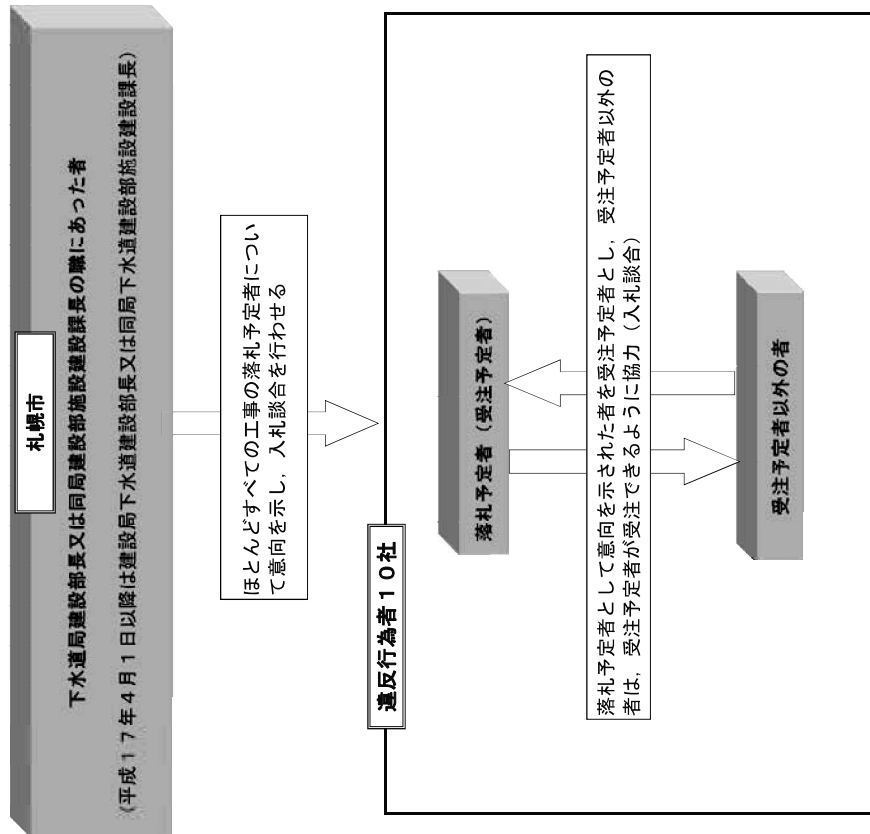 札幌市
下水道局建設部長又は同局建設部施設建設課長の職にあった者
（平成１７年４月１日以降は建設局下水道建設部長又は同局下水道建設部施設建設課長）
ほとんどすべての工事の落札予定者につい
て意向を示し，入札談合を行わせる
違反行為者１０社
落札予定者（受注予定者）
落札予定者として意向を示された者を受注予定者とし，受注予定者以外の
者は，受注予定者が受注できるように協力（入札談合）
受注予定者以外の者